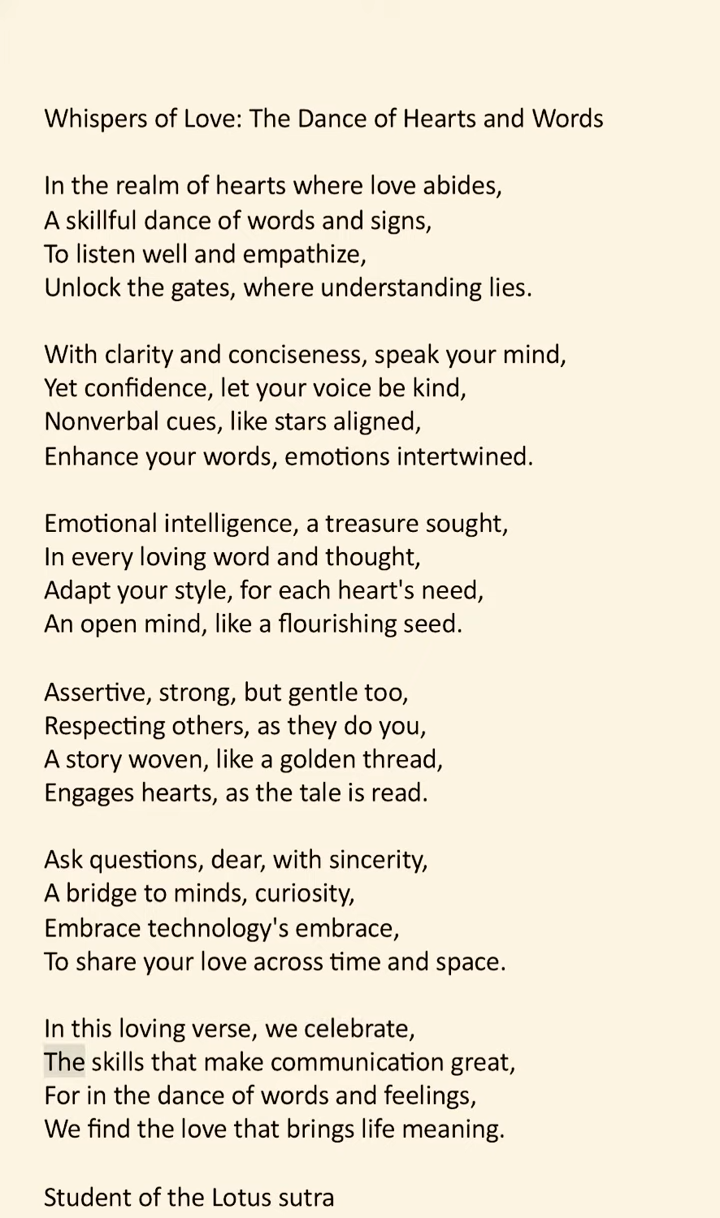 Whispers of Love: The Dance of Hearts and Words
In the realm of hearts where love abides,
A skillful dance of words and signs,
To listen well and empathize,
Unlock the gates, where understanding lies.
With clarity and conciseness, speak your mind,
Yet confidence, let your voice be kind,
Nonverbal cues, like stars aligned,
Enhance your words, emotions intertwined.
Emotional intelligence, a treasure sought,
In every loving word and thought,
Adapt your style, for each heart's need,
An open mind, like a flourishing seed.
Assertive, strong, but gentle too,
Respecting others, as they do you,
A story woven, like a golden thread,
Engages hearts, as the tale is read.
Ask questions, dear, with sincerity,
A bridge to minds, curiosity,
Embrace technology's embrace,
To share your love across time and space.
In this loving verse, we celebrate,
The skills that make communication great,
For in the dance of words and feelings,
We find the love that brings life meaning.
Student of the Lotus sutra